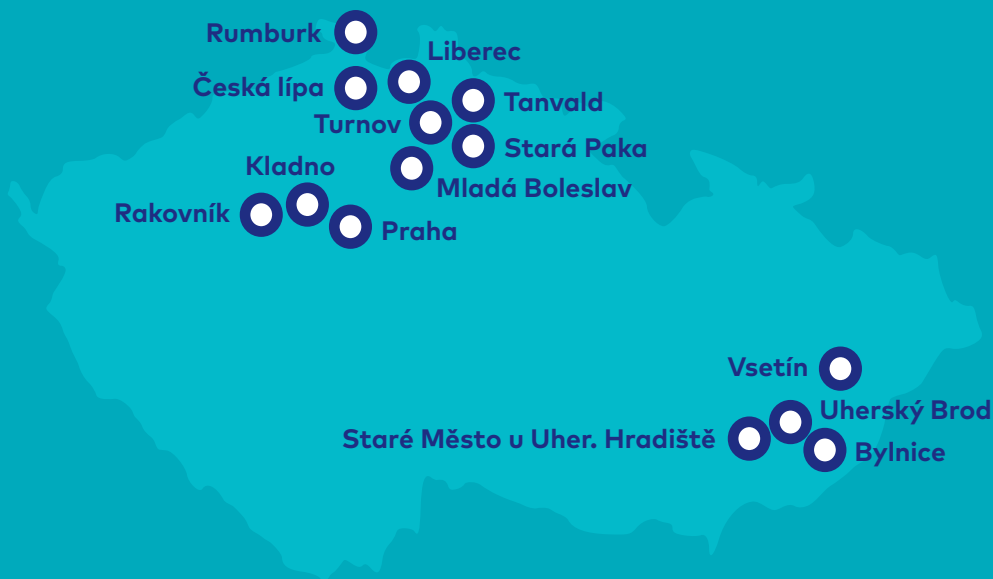 Rumburk
Liberec
Česká lípa
Tanvald
Turnov
Stará Paka
Kladno
Mladá Boleslav
Rakovník
Praha
Vsetín
Uherský Brod
Staré Město u Uher. Hradiště
Bylnice